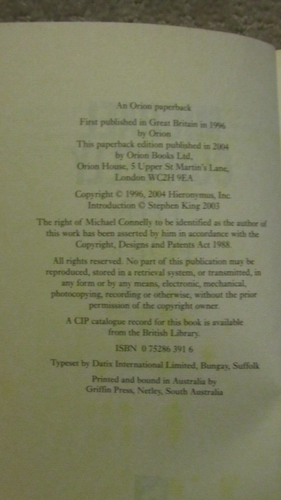 An Orion paperback
First published in Great Britain in 1996
by Orion
This paperback edition published in 2004
by Orion Books Ltd,
Orion House, 5 Upper St Martin's Lane,
London WC2H 9EA
Copyright © 1996, 2004 Hieronymus, Inc.
Introduction © Stephen King 2003
The right of Michael Connelly to be identified as the author of
this work has been asserted by him in accordance with the
Copyright, Designs and Patents Act 1988.
All rights reserved. No part of this publication may be
reproduced, stored in a retrieval system, or transmitted, in
any form or by any means, electronic, mechanical,
photocopying, recording or otherwise, without the prior
permission of the copyright owner.
A CIP catalogue record for this book is available
from the British Library.
ISBN 0 75286 391 6
Typeset by Datix International Limited, Bungay, Suffolk
Printed and bound in Australia by
Griffin Press, Netley, South Australia